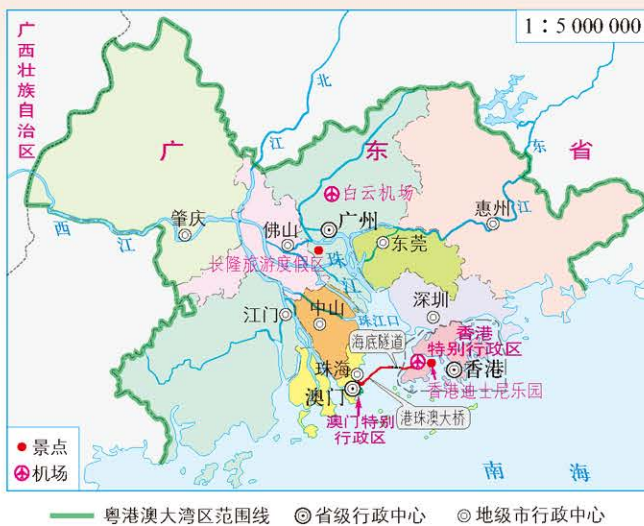 1∶5 000 000
广西壮族自治区
北
江
广
东
省
东
江
白云机场
肇庆
西
江
佛山
广州
惠州
东莞
长隆旅游度假区
珠
江
江门
中山
珠江口
深圳
海底隧道
香港
特别行政区
珠海
香港
澳门
香港迪士尼乐园
港珠澳大桥
澳门特别
行政区
景点
机场
南
海
粤港澳大湾区范围线
省级行政中心
地级市行政中心